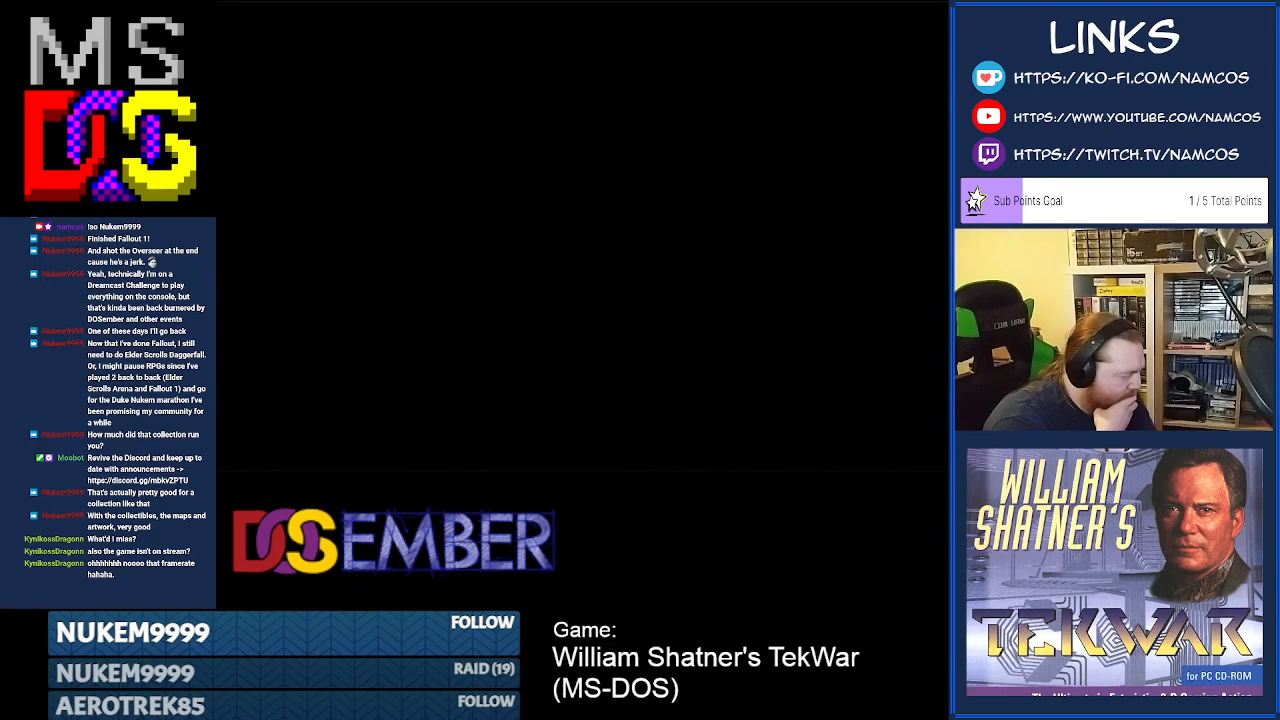 MS
DOS
namcos !so Nukem9999
Nukem9999 Finished Fallout 1!
Nukem9999 And shot the Overseer at the end
cause he's a jerk.
Nukem9999 Yeah, technically I'm on a
Dreamcast Challenge to play
everything on the console, but
that's kinda been back burnered by
DOSember and other events
Nukem9999 One of these days I'll go back
Nukem9999 Now that I've done Fallout, I still
need to do Elder Scrolls Daggerfall.
Or, I might pause RPGs since I've
played 2 back to back (Elder
Scrolls Arena and Fallout 1) and go
for the Duke Nukem marathon I've
been promising my community for
a while
Nukem9999 How much did that collection run
you?
Moobot Revive the Discord and keep up to
date with announcements ->
https://discord.gg/mbkvZPTU
Nukem9999 That's actually pretty good for a
collection like that
Nukem9999 With the collectibles, the maps and
artwork, very good
KynikossDragonn What'd I miss?
KynikossDragonn also the game isn't on stream?
KynikossDragonn ohhhhhhh noooo that framerate
hahaha.
DOSEMBER
NUKEM9999 FOLLOW
NUKEM9999 RAID (19)
AEROTREK85 FOLLOW
Game:
William Shatner's TekWar
(MS-DOS)
LINKS
HTTPS://KO-FI.COM/NAMCOS
HTTPS://WWW.YOUTUBE.COM/NAMCOS
HTTPS://TWITCH.TV/NAMCOS
Sub Points Goal 1 / 5 Total Points
WILLIAM
SHATNER'S
TEKWAR
for PC CD-ROM